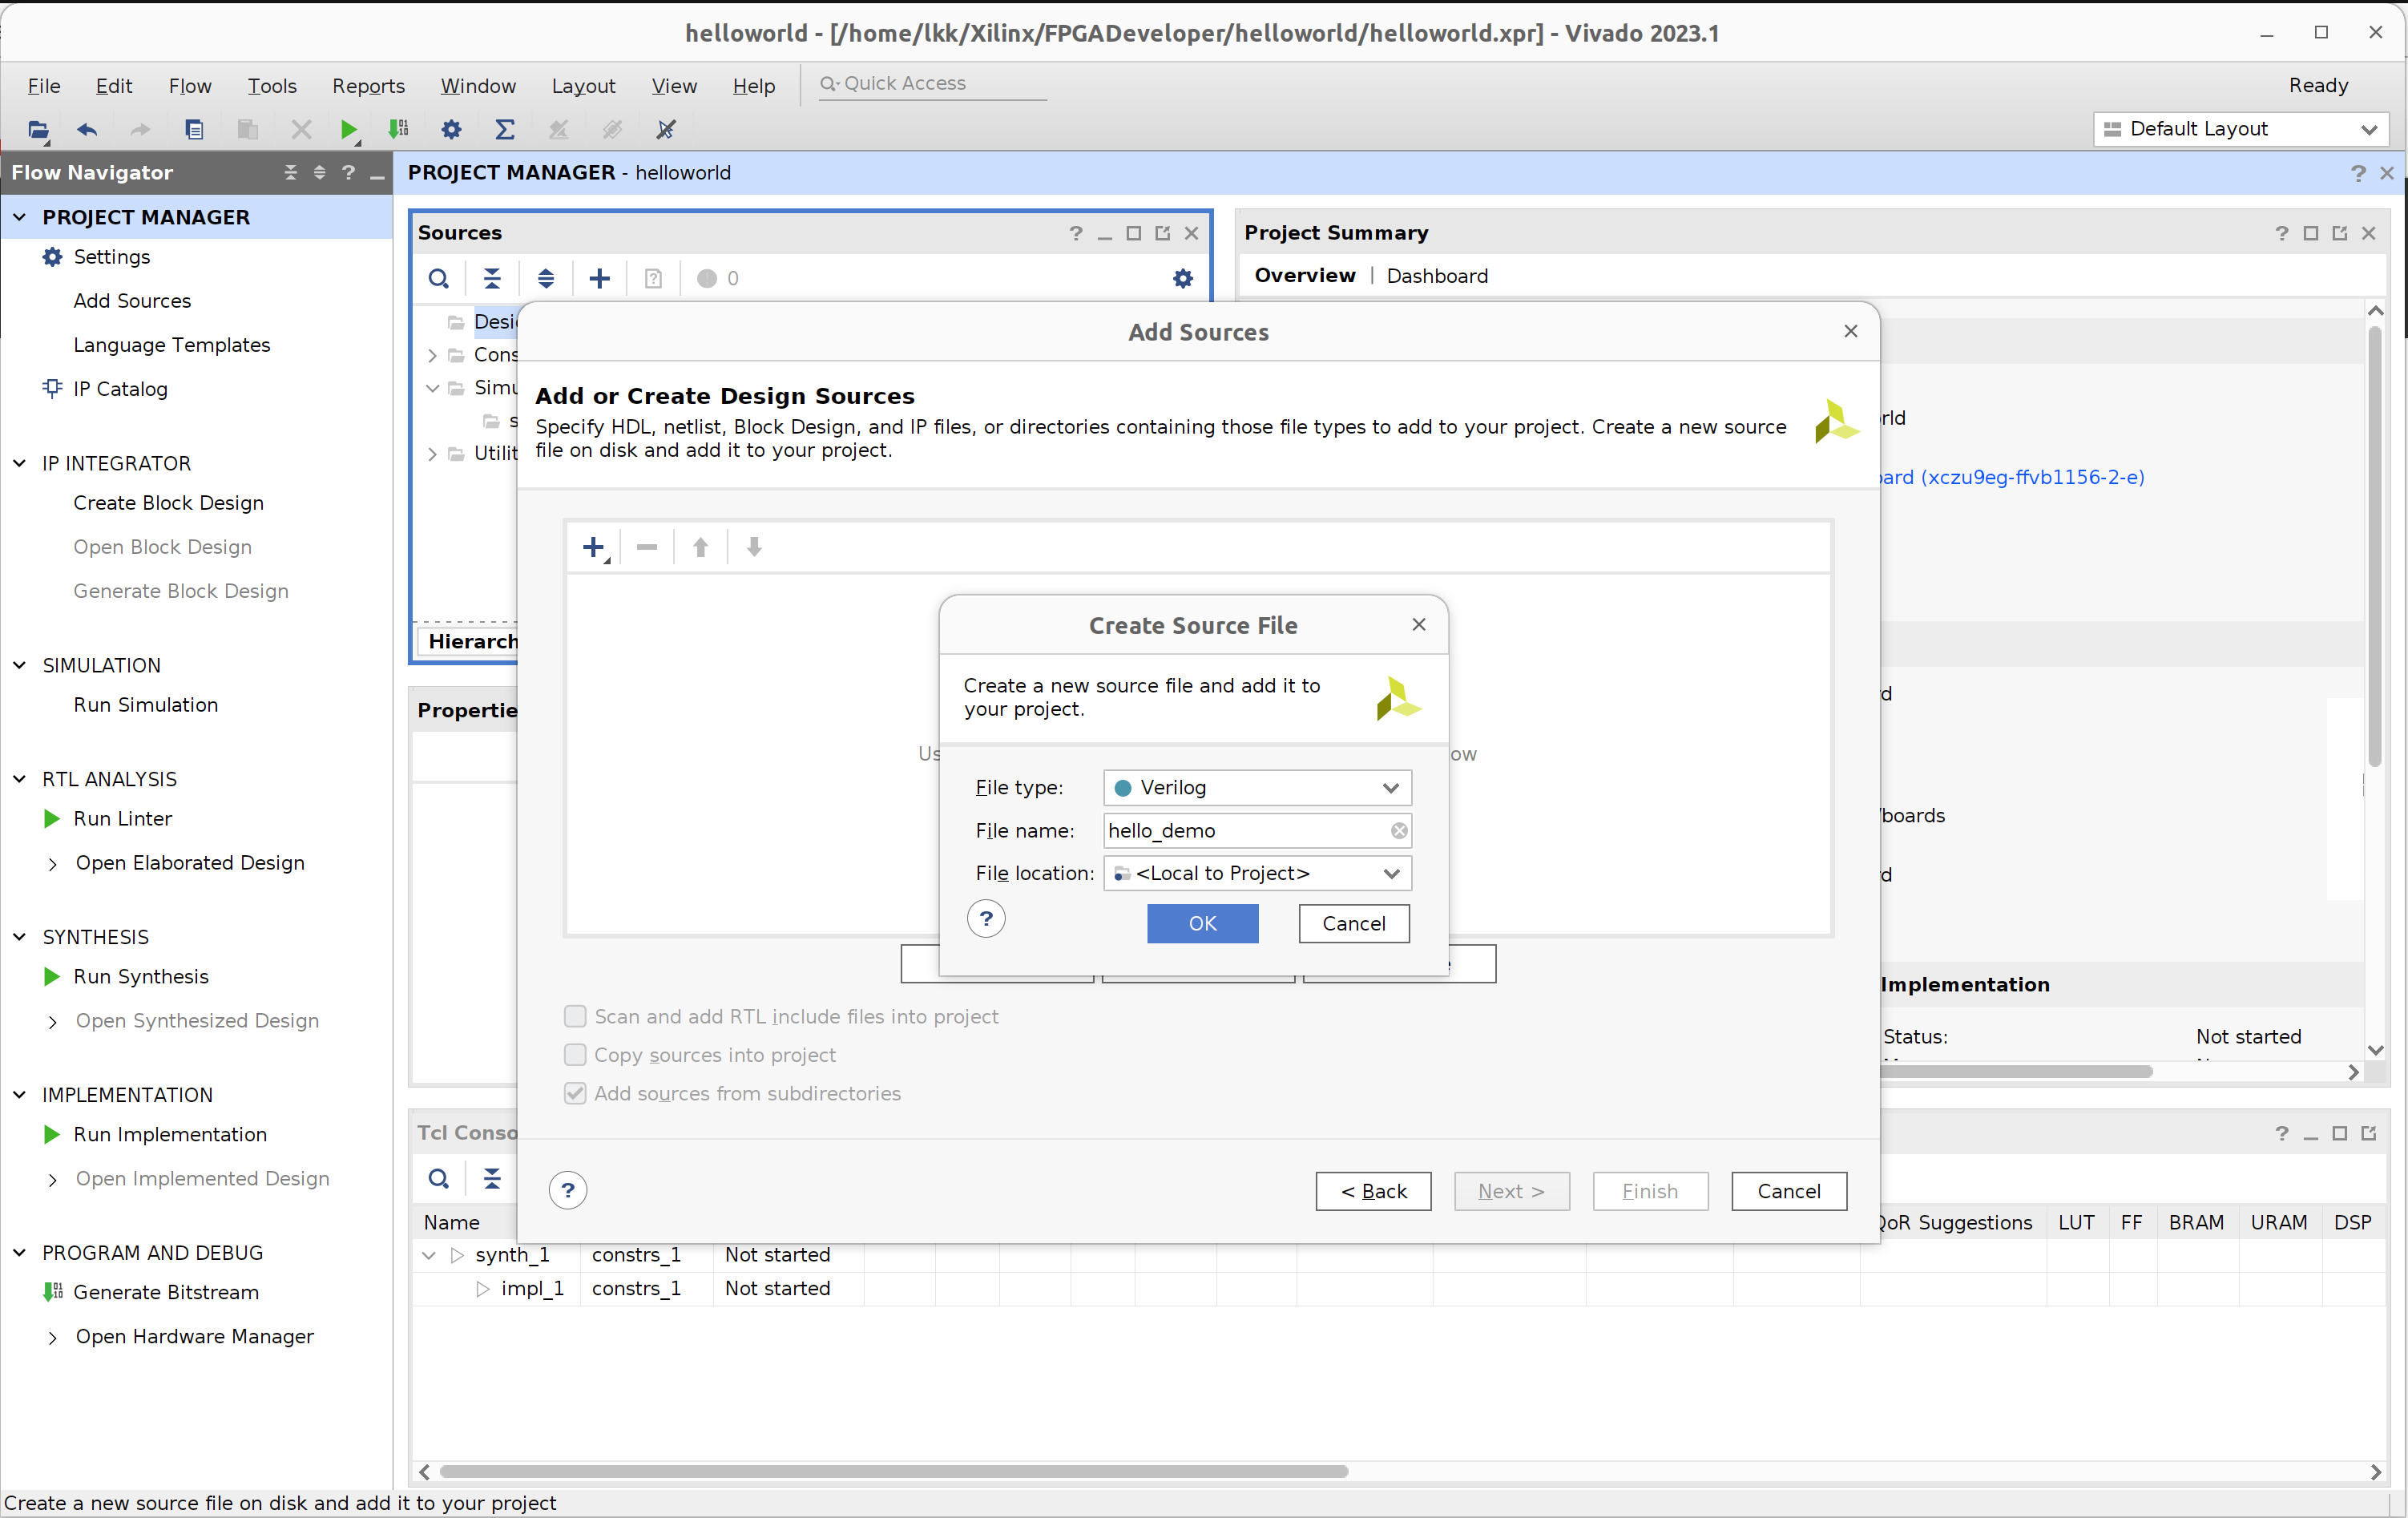 helloworld - [/home/lkk/Xilinx/FPGADeveloper/helloworld/helloworld.xpr] - Vivado 2023.1
File Edit Flow Tools Reports Window Layout View Help Quick Access Ready
Default Layout
Flow Navigator
PROJECT MANAGER - helloworld
PROJECT MANAGER
Settings
Add Sources
Language Templates
IP Catalog
IP INTEGRATOR
Create Block Design
Open Block Design
Generate Block Design
SIMULATION
Run Simulation
RTL ANALYSIS
Run Linter
Open Elaborated Design
SYNTHESIS
Run Synthesis
Open Synthesized Design
IMPLEMENTATION
Run Implementation
Open Implemented Design
PROGRAM AND DEBUG
Generate Bitstream
Open Hardware Manager
Sources
0
Desi
Cons
Simu
s
Utilit
Hierarch
Propertie
Project Summary
Overview | Dashboard
rld
ard (xczu9eg-ffvb1156-2-e)
rd
/boards
rd
Implementation
Status: Not started
Add Sources
Add or Create Design Sources
Specify HDL, netlist, Block Design, and IP files, or directories containing those file types to add to your project. Create a new source
file on disk and add it to your project.
Us
ow
Create Source File
Create a new source file and add it to
your project.
File type: Verilog
File name: hello_demo
File location: <Local to Project>
? OK Cancel
Scan and add RTL include files into project
Copy sources into project
Add sources from subdirectories
? < Back Next > Finish Cancel
Tcl Conso
Name QoR Suggestions LUT FF BRAM URAM DSP
synth_1 constrs_1 Not started
impl_1 constrs_1 Not started
Create a new source file on disk and add it to your project